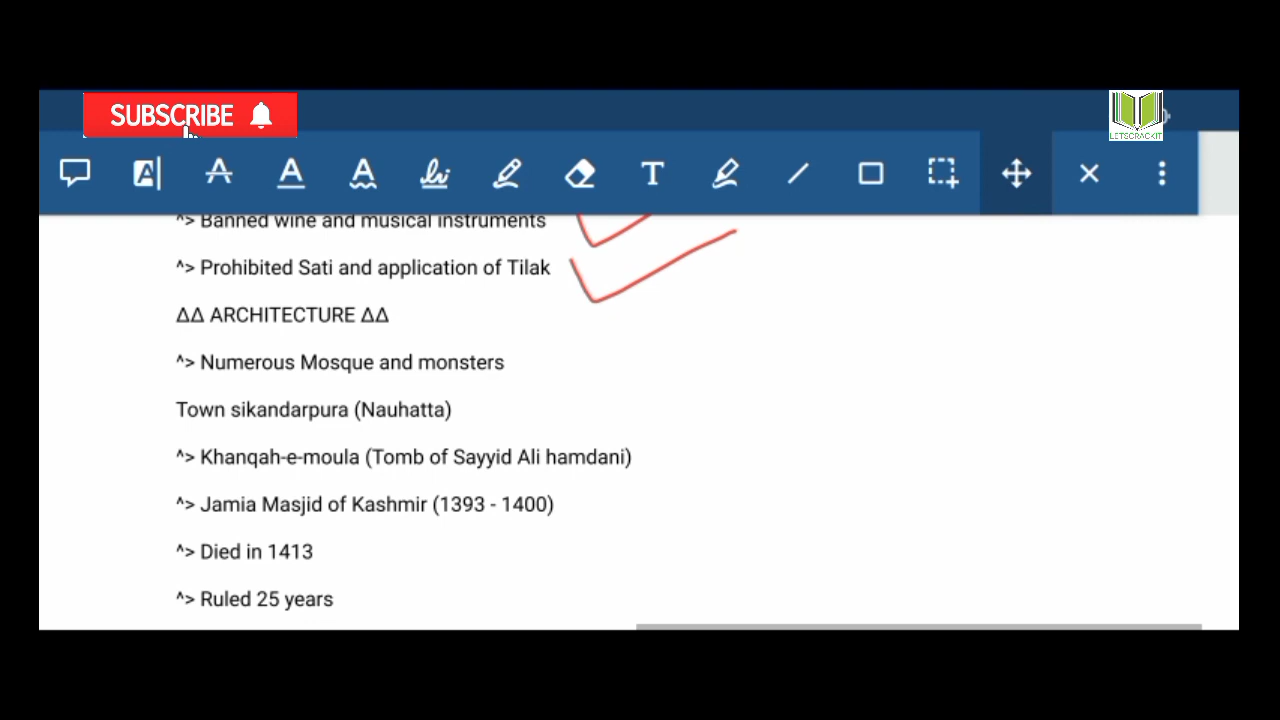 SUBSCRIBE
LETSCRACKIT
^> Banned wine and musical instruments
^> Prohibited Sati and application of Tilak
ΔΔ ARCHITECTURE ΔΔ
^> Numerous Mosque and monsters
Town sikandarpura (Nauhatta)
^> Khanqah-e-moula (Tomb of Sayyid Ali hamdani)
^> Jamia Masjid of Kashmir (1393 - 1400)
^> Died in 1413
^> Ruled 25 years